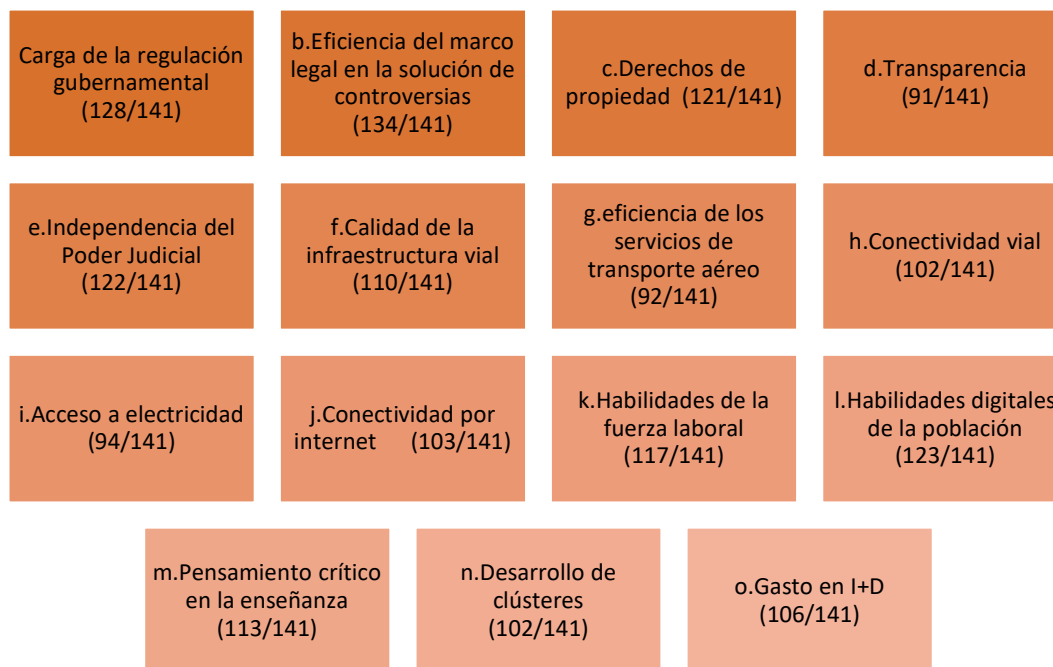 Carga de la regulación
gubernamental
(128/141)
b.Eficiencia del marco
legal en la solución de
controversias
(134/141)
c.Derechos de
propiedad (121/141)
d.Transparencia
(91/141)
e.Independencia del
Poder Judicial
(122/141)
f.Calidad de la
infraestructura vial
(110/141)
g.eficiencia de los
servicios de
transporte aéreo
(92/141)
h.Conectividad vial
(102/141)
i.Acceso a electricidad
(94/141)
j.Conectividad por
internet (103/141)
k.Habilidades de la
fuerza laboral
(117/141)
l.Habilidades digitales
de la población
(123/141)
m.Pensamiento crítico
en la enseñanza
(113/141)
n.Desarrollo de
clústeres
(102/141)
o.Gasto en I+D
(106/141)